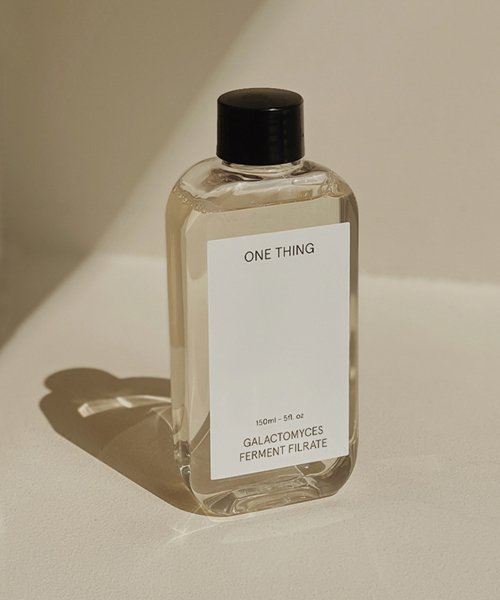 ONE THING
150ml - 5fl. oz
GALACTOMYCES
FERMENT FILRATE